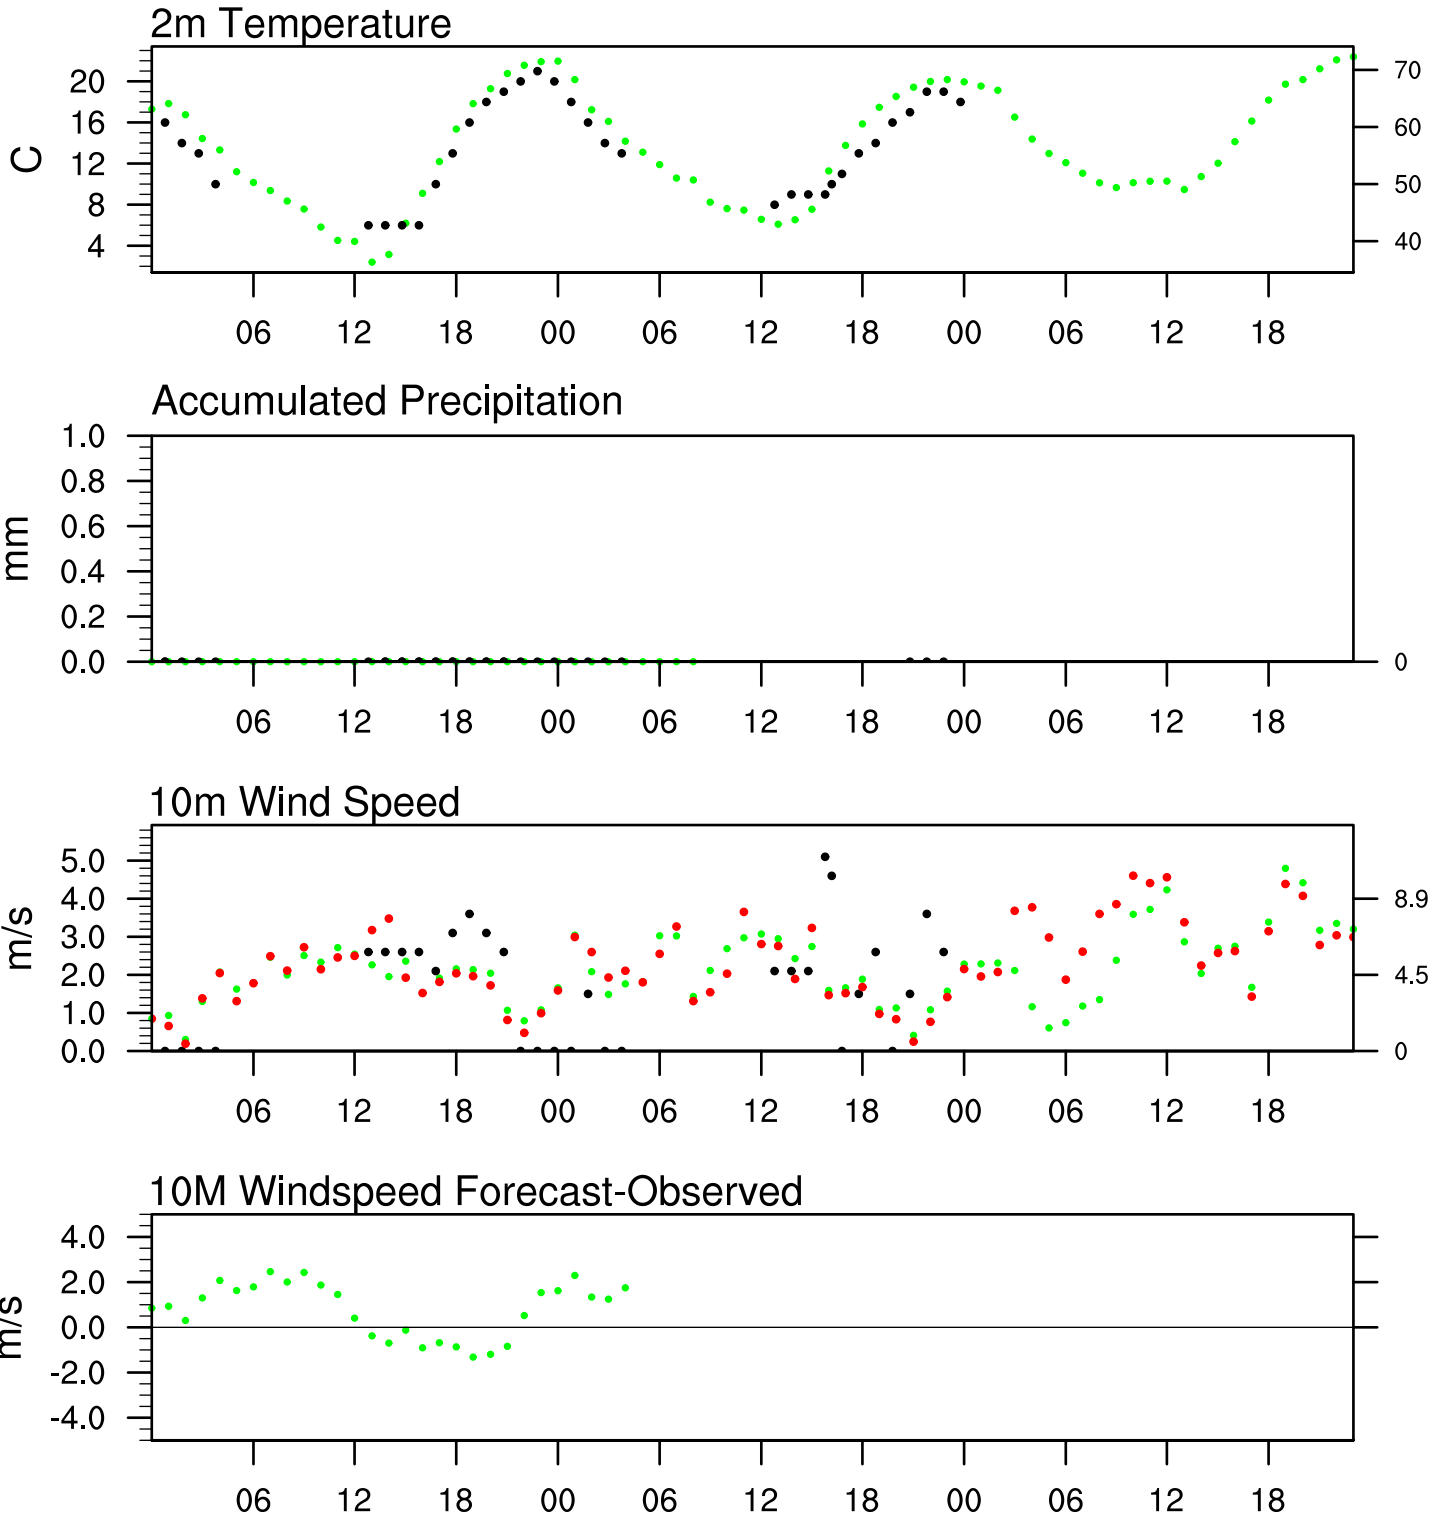 2m Temperature
C
20
16
12
8
4
70
60
50
40
06 12 18 00 06 12 18 00 06 12 18
Accumulated Precipitation
mm
1.0
0.8
0.6
0.4
0.2
0.0
0
06 12 18 00 06 12 18 00 06 12 18
10m Wind Speed
m/s
5.0
4.0
3.0
2.0
1.0
0.0
8.9
4.5
0
06 12 18 00 06 12 18 00 06 12 18
10M Windspeed Forecast-Observed
m/s
4.0
2.0
0.0
-2.0
-4.0
06 12 18 00 06 12 18 00 06 12 18